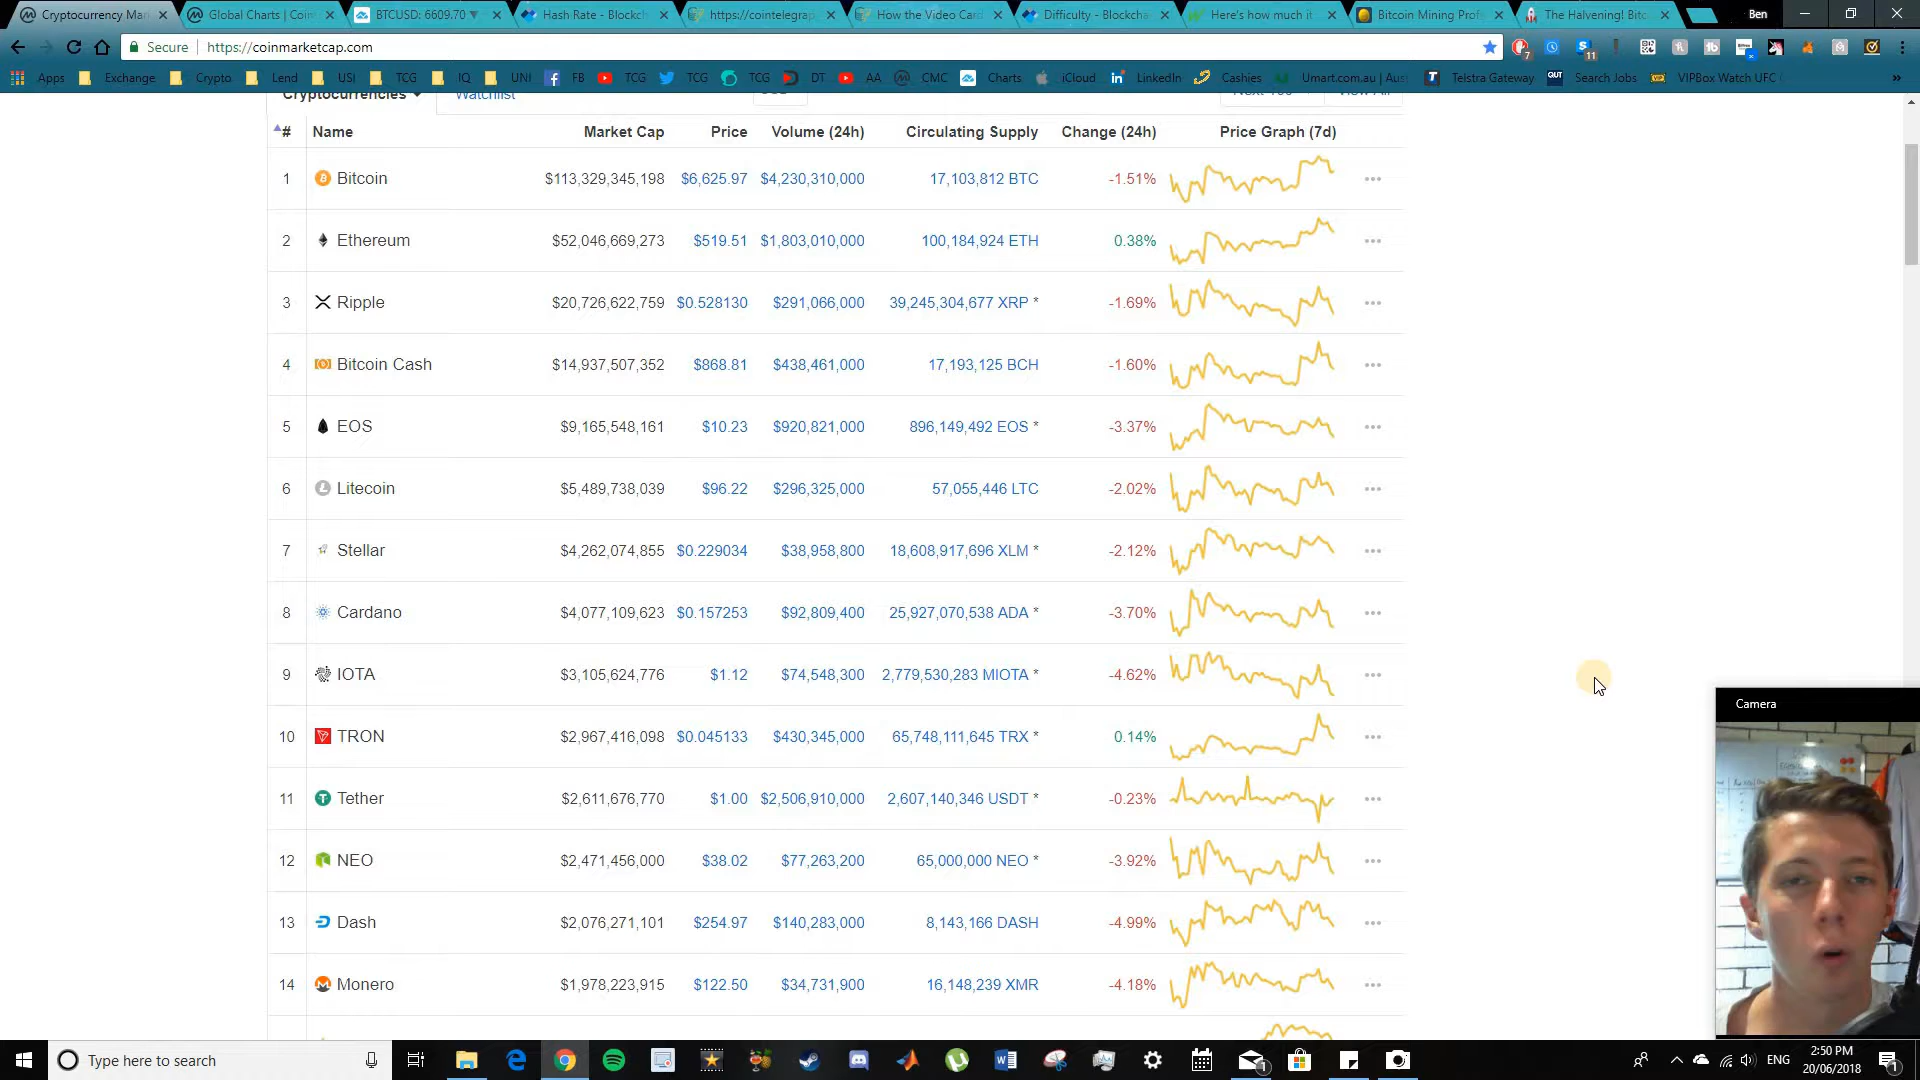 Cryptocurrency Mar
Global Charts | Coin
BTCUSD: 6609.70
Hash Rate - Blockch
https://cointelegrap
How the Video Card
Difficulty - Blockcha
Here's how much it
Bitcoin Mining Prof
The Halvening! Bitc
Ben
Secure
https://coinmarketcap.com
7
11
Apps
Exchange
Crypto
Lend
USI
TCG
IQ
UNI
FB
TCG
TCG
TCG
DT
AA
CMC
Charts
iCloud
LinkedIn
Cashies
Umart.com.au | Aus
Telstra Gateway
Search Jobs
VIPBox Watch UFC
Cryptocurrencies
Watchlist
# Name Market Cap Price Volume (24h) Circulating Supply Change (24h) Price Graph (7d)
1 Bitcoin $113,329,345,198 $6,625.97 $4,230,310,000 17,103,812 BTC -1.51%
2 Ethereum $52,046,669,273 $519.51 $1,803,010,000 100,184,924 ETH 0.38%
3 Ripple $20,726,622,759 $0.528130 $291,066,000 39,245,304,677 XRP * -1.69%
4 Bitcoin Cash $14,937,507,352 $868.81 $438,461,000 17,193,125 BCH -1.60%
5 EOS $9,165,548,161 $10.23 $920,821,000 896,149,492 EOS * -3.37%
6 Litecoin $5,489,738,039 $96.22 $296,325,000 57,055,446 LTC -2.02%
7 Stellar $4,262,074,855 $0.229034 $38,958,800 18,608,917,696 XLM * -2.12%
8 Cardano $4,077,109,623 $0.157253 $92,809,400 25,927,070,538 ADA * -3.70%
9 IOTA $3,105,624,776 $1.12 $74,548,300 2,779,530,283 MIOTA * -4.62%
10 TRON $2,967,416,098 $0.045133 $430,345,000 65,748,111,645 TRX * 0.14%
11 Tether $2,611,676,770 $1.00 $2,506,910,000 2,607,140,346 USDT * -0.23%
12 NEO $2,471,456,000 $38.02 $77,263,200 65,000,000 NEO * -3.92%
13 Dash $2,076,271,101 $254.97 $140,283,000 8,143,166 DASH -4.99%
14 Monero $1,978,223,915 $122.50 $34,731,900 16,148,239 XMR -4.18%
Camera
Type here to search
ENG
2:50 PM
20/06/2018